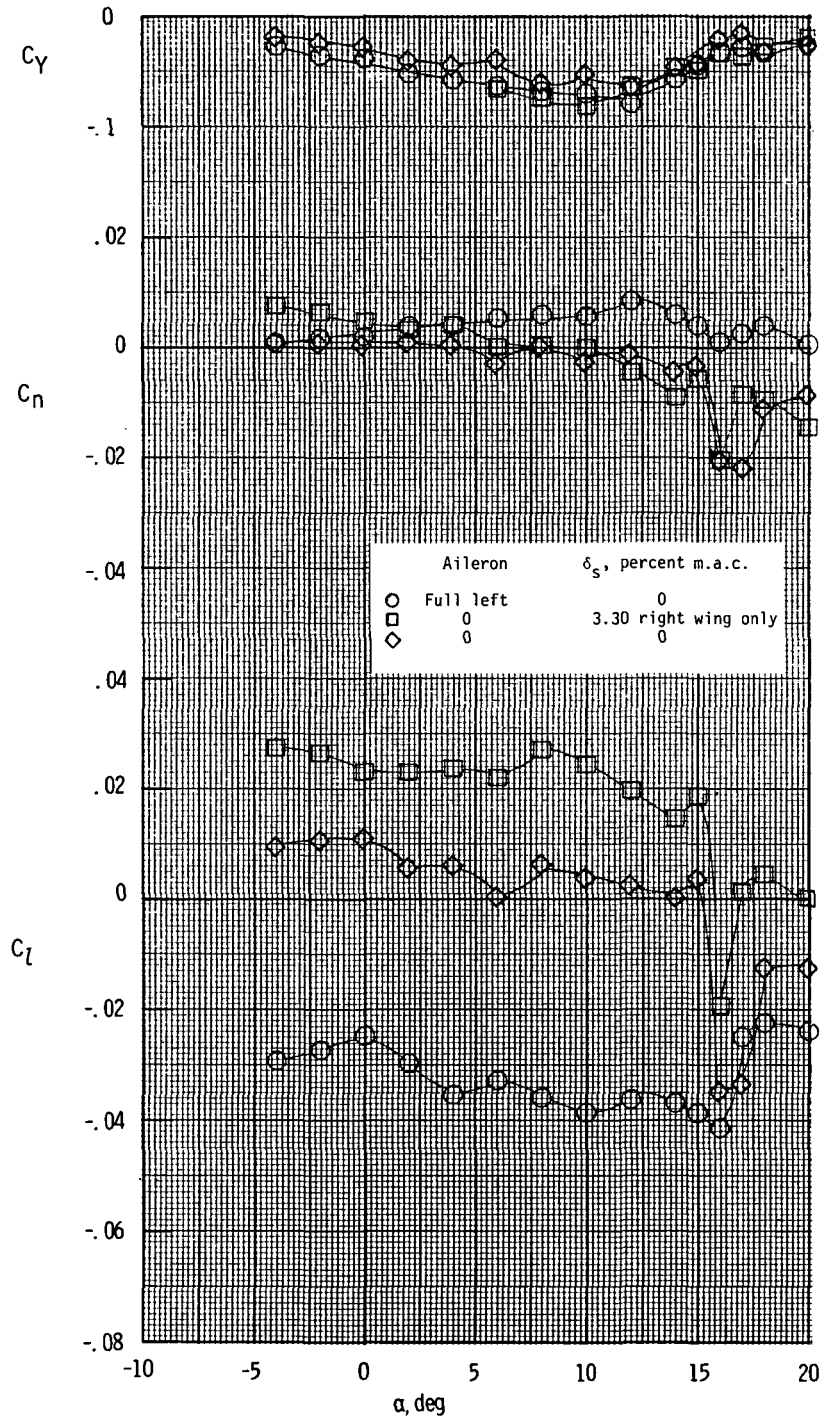 0
C_Y
-.1
.02
0
C_n
-.02
-.04
Aileron δ_s, percent m.a.c.
○ Full left 0
□ 0 3.30 right wing only
◇ 0 0
.04
.02
0
C_l
-.02
-.04
-.06
-.08
-10 -5 0 5 10 15 20
α, deg